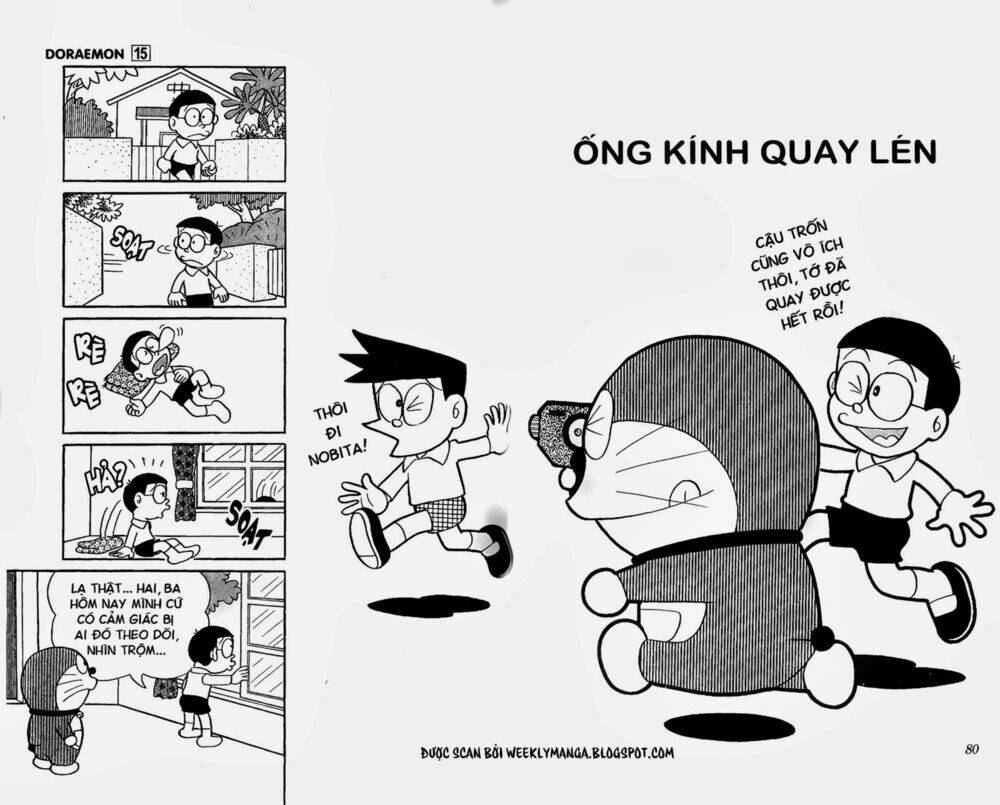 DORAEMON 15
SOẠT
RÈ
RÈ
HẢ?
SOẠT
LẠ THẬT... HAI, BA
HÔM NAY MÌNH CỨ
CÓ CẢM GIÁC BỊ
AI ĐÓ THEO DÕI,
NHÌN TRỘM...
ỐNG KÍNH QUAY LÉN
CẬU TRỐN
CŨNG VÔ ÍCH
THÔI, TỚ ĐÃ
QUAY ĐƯỢC
HẾT RỒI!
THÔI
ĐI
NOBITA!
ĐƯỢC SCAN BỞI WEEKLYMANGA.BLOGSPOT.COM
80